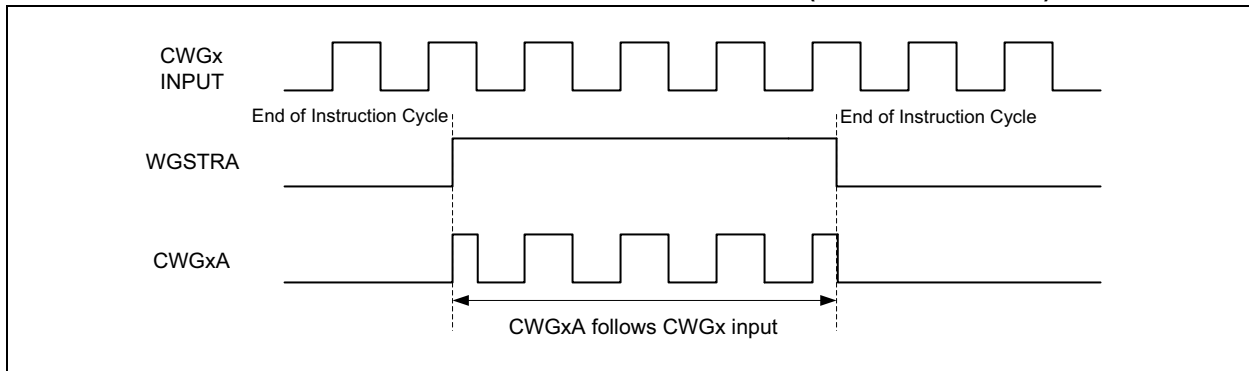 CWGx
INPUT
End of Instruction Cycle
End of Instruction Cycle
WGSTRA
CWGxA
CWGxA follows CWGx input